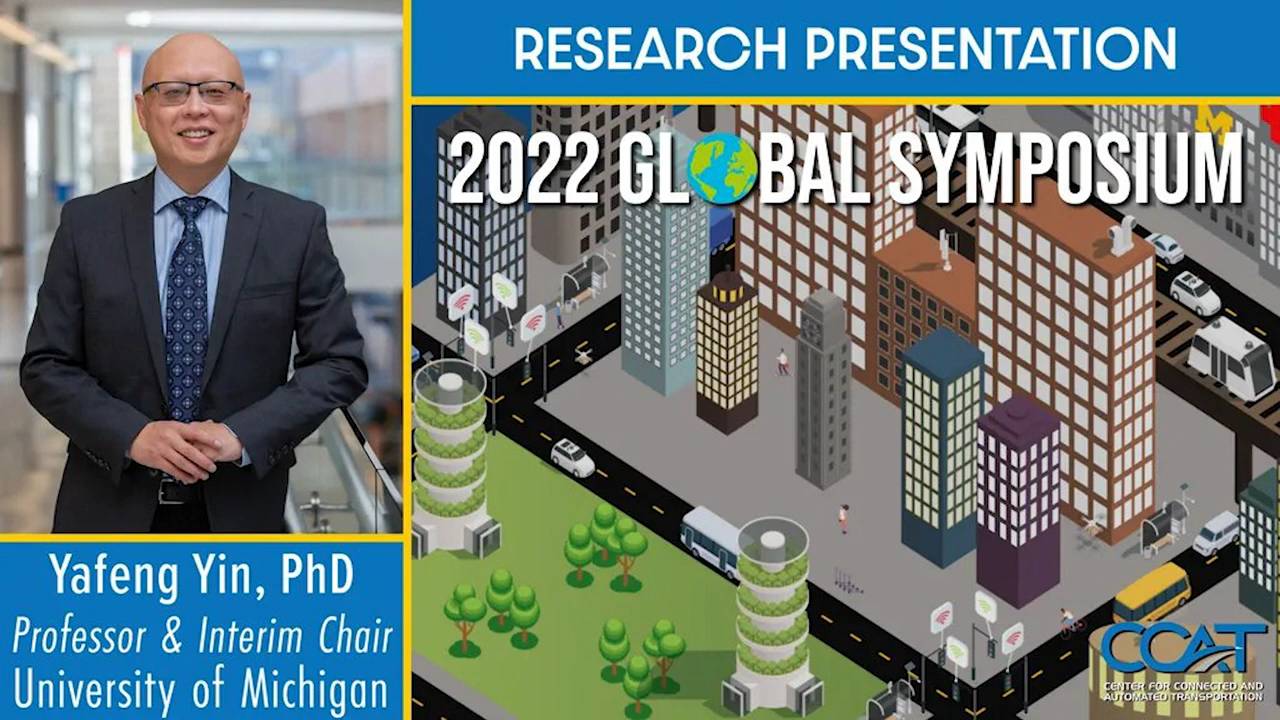 RESEARCH PRESENTATION
2022 GLOBAL SYMPOSIUM
Yafeng Yin, PhD
Professor & Interim Chair
University of Michigan
M
CCAT
CENTER FOR CONNECTED AND
AUTOMATED TRANSPORTATION